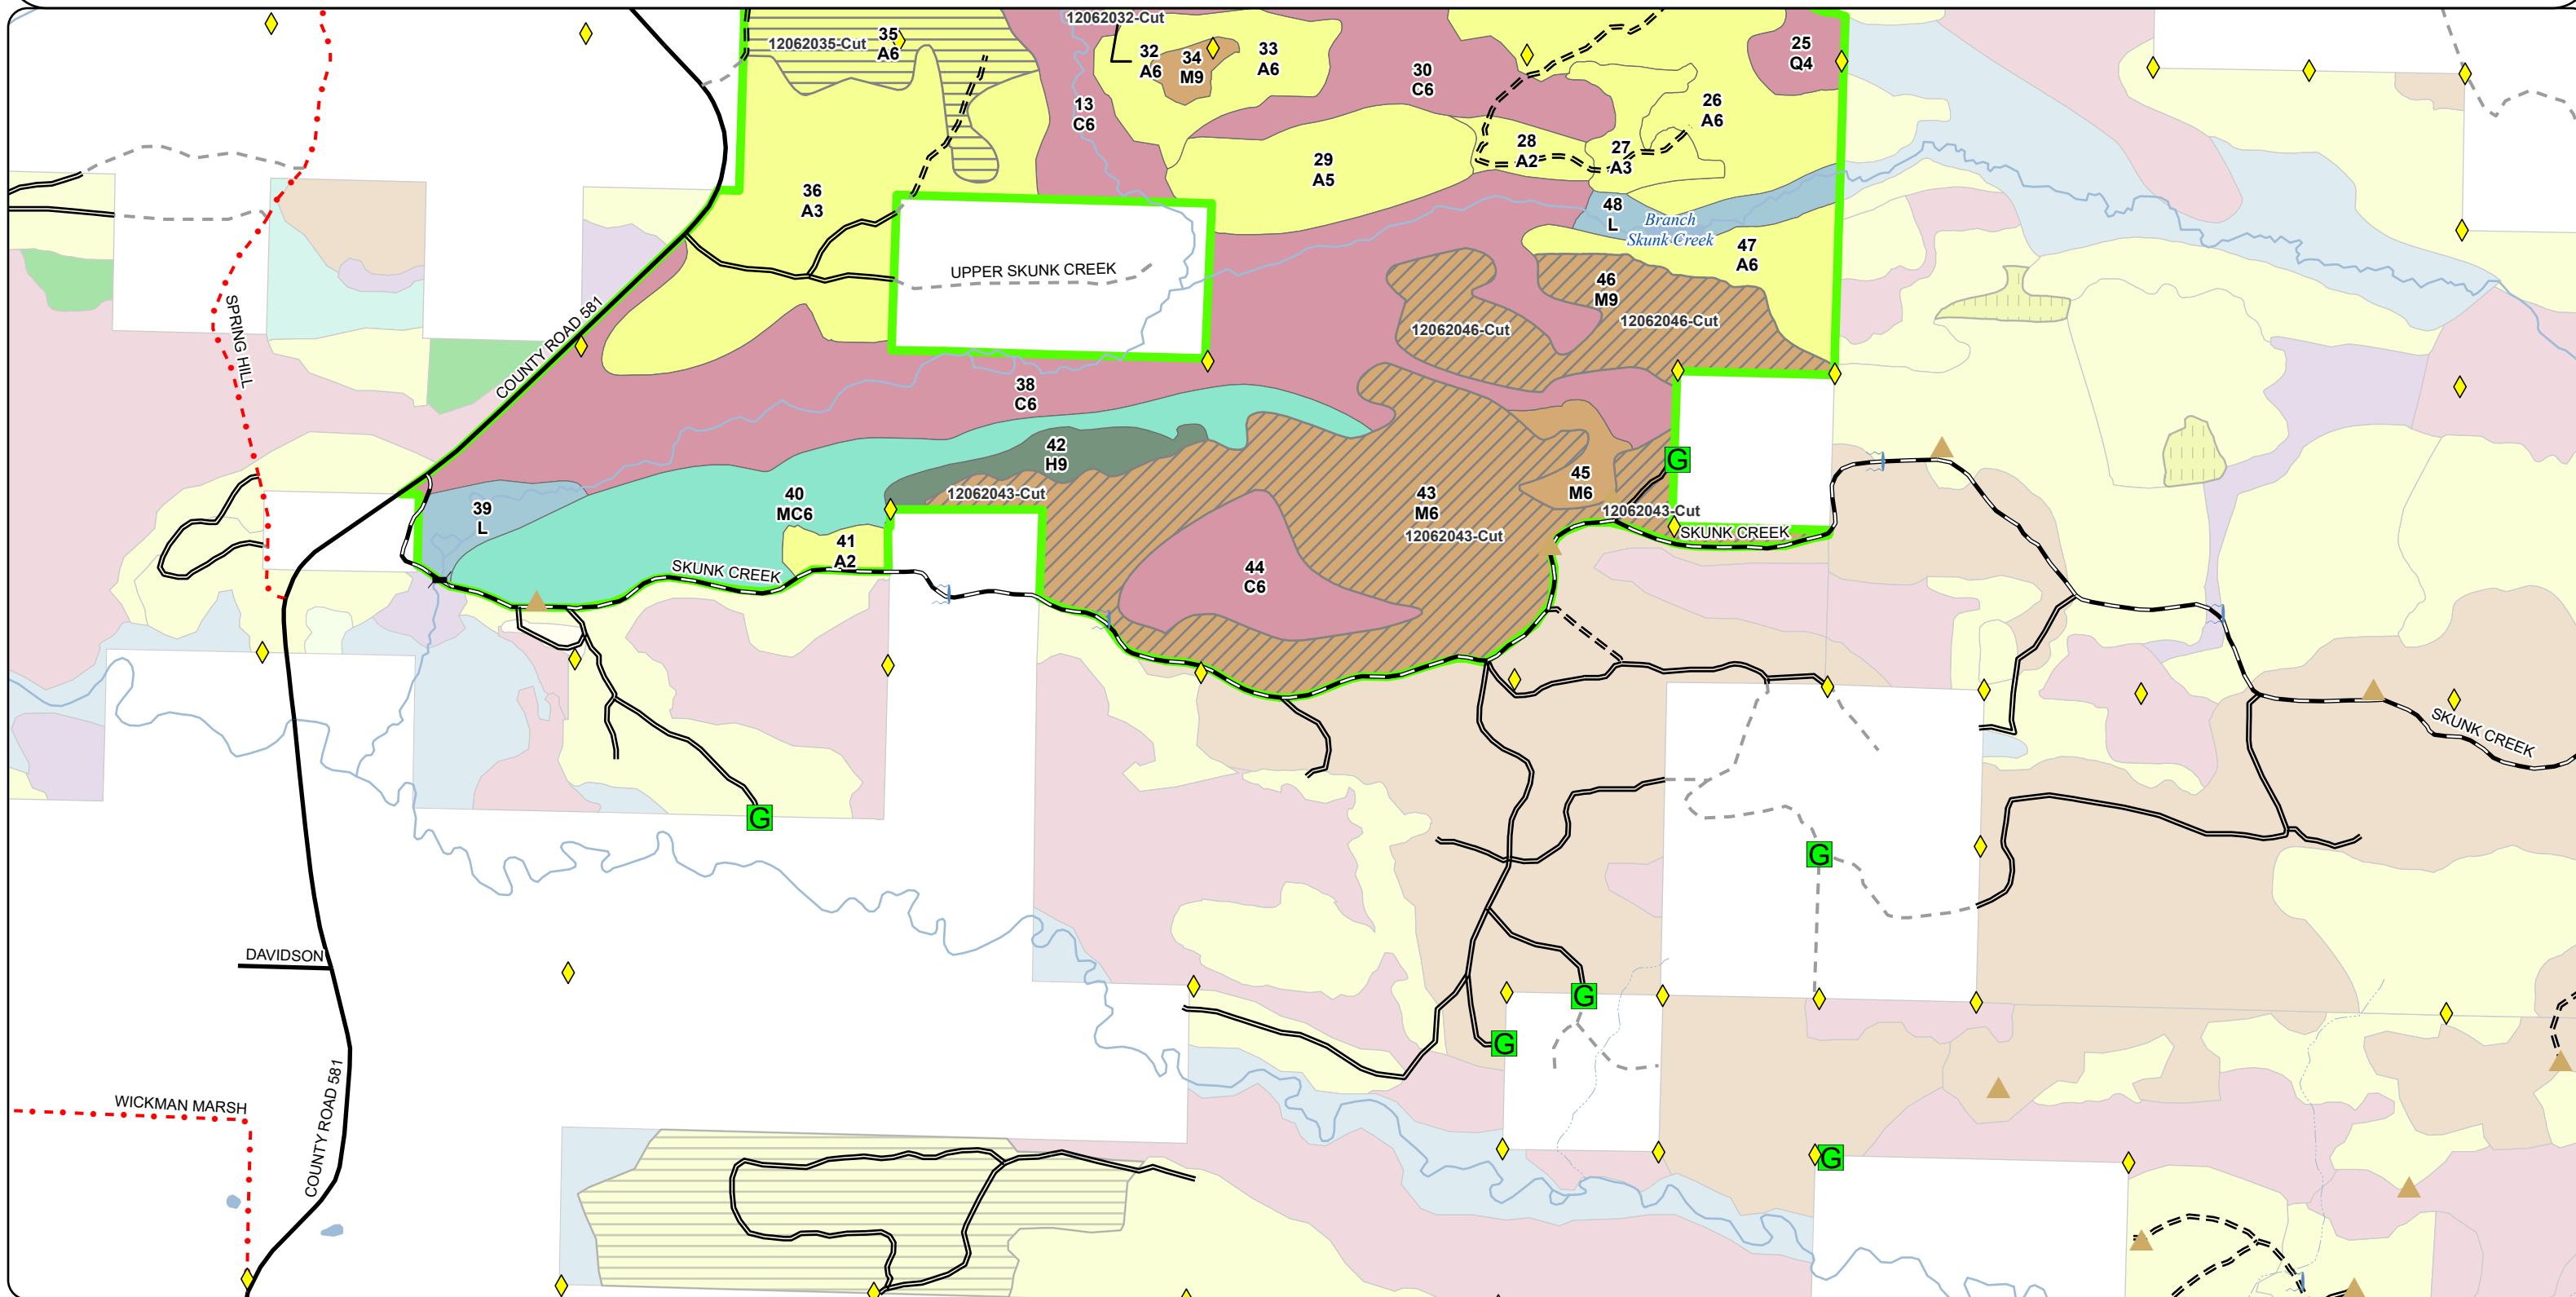 12062032-Cut
35
A6
12062035-Cut
32
A6
34
M9
33
A6
30
C6
25
Q4
13
C6
26
A6
28
A2
27
A3
29
A5
36
A3
48
L
Branch
Skunk Creek
47
A6
UPPER SKUNK CREEK
46
M9
12062046-Cut
12062046-Cut
SPRING HILL
COUNTY ROAD 581
38
C6
42
H9
12062043-Cut
40
MC6
43
M6
45
M6
G
12062043-Cut
12062043-Cut
39
L
41
A2
SKUNK CREEK
SKUNK CREEK
44
C6
SKUNK CREEK
G
G
DAVIDSON
G
G
WICKMAN MARSH
COUNTY ROAD 581
G